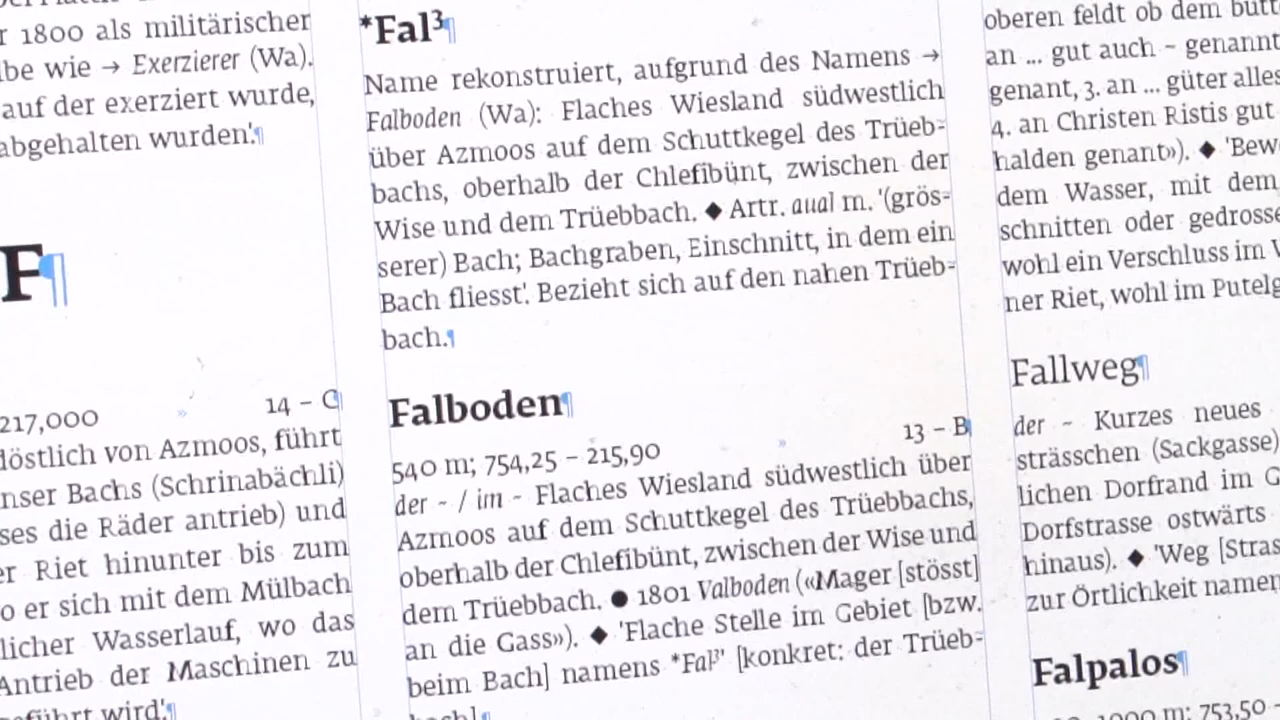 r 1800 als militärischer
lbe wie → Exerzierer (Wa).
auf der exerziert wurde,
abgehalten wurden'.¶
F¶
217,000 » 14 – C¶
löstlich von Azmoos, führt
nser Bachs (Schrinabächli)
ses die Räder antrieb) und
er Riet hinunter bis zum
o er sich mit dem Mülbach
licher Wasserlauf, wo das
Antrieb der Maschinen zu
geführt wird'.¶
*Fal³¶
Name rekonstruiert, aufgrund des Namens →
Falboden (Wa): Flaches Wiesland südwestlich
über Azmoos auf dem Schuttkegel des Trüeb-
bachs, oberhalb der Chlefibünt, zwischen der
Wise und dem Trüebbach. ◆ Artr. aual m. '(grös-
serer) Bach; Bachgraben, Einschnitt, in dem ein
Bach fliesst'. Bezieht sich auf den nahen Trüeb-
bach.¶
Falboden¶
540 m; 754,25 – 215,90 » 13 – B¶
der ~ / im ~ Flaches Wiesland südwestlich über
Azmoos auf dem Schuttkegel des Trüebbachs,
oberhalb der Chlefibünt, zwischen der Wise und
dem Trüebbach. ● 1801 Valboden («Mager [stösst]
an die Gass»). ◆ 'Flache Stelle im Gebiet [bzw.
beim Bach] namens *Fal³' [konkret: der Trüeb-
bach].¶
oberen feldt ob dem butt
an ... gut auch ~ genannt
genant, 3. an ... güter alles
4. an Christen Ristis gut
halden genant»). ◆ 'Bew
dem Wasser, mit dem
schnitten oder gedrosse
wohl ein Verschluss im
ner Riet, wohl im Putelg
Fallweg¶
der ~ Kurzes neues
strässchen (Sackgasse)
lichen Dorfrand im G
Dorfstrasse ostwärts
hinaus). ◆ 'Weg [Stras
zur Örtlichkeit namen
Falpalos¶
1000 m; 753,50 –